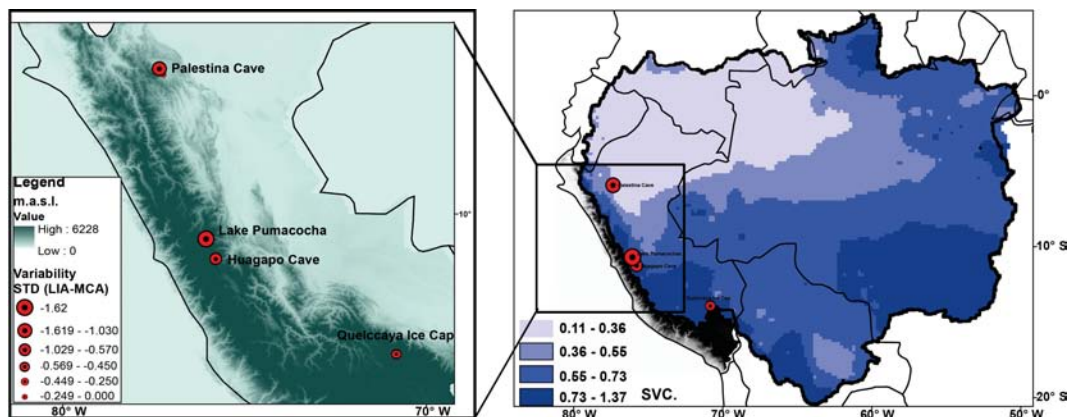 Palestina Cave
Lake Pumacocha
Huagapo Cave
Quelccaya Ice Cap
10°
Legend
m.a.s.l.
Value
High : 6228
Low : 0
Variability
STD (LIA-MCA)
-1.62
-1.619 - -1.030
-1.029 - -0.570
-0.569 - -0.450
-0.449 - -0.250
-0.249 - 0.000
80° W
70° W
0°
Palestina Cave
10° S
0.11 - 0.36
0.36 - 0.55
0.55 - 0.73
0.73 - 1.37
SVC.
20° S
80° W
70° W
60° W
50° W